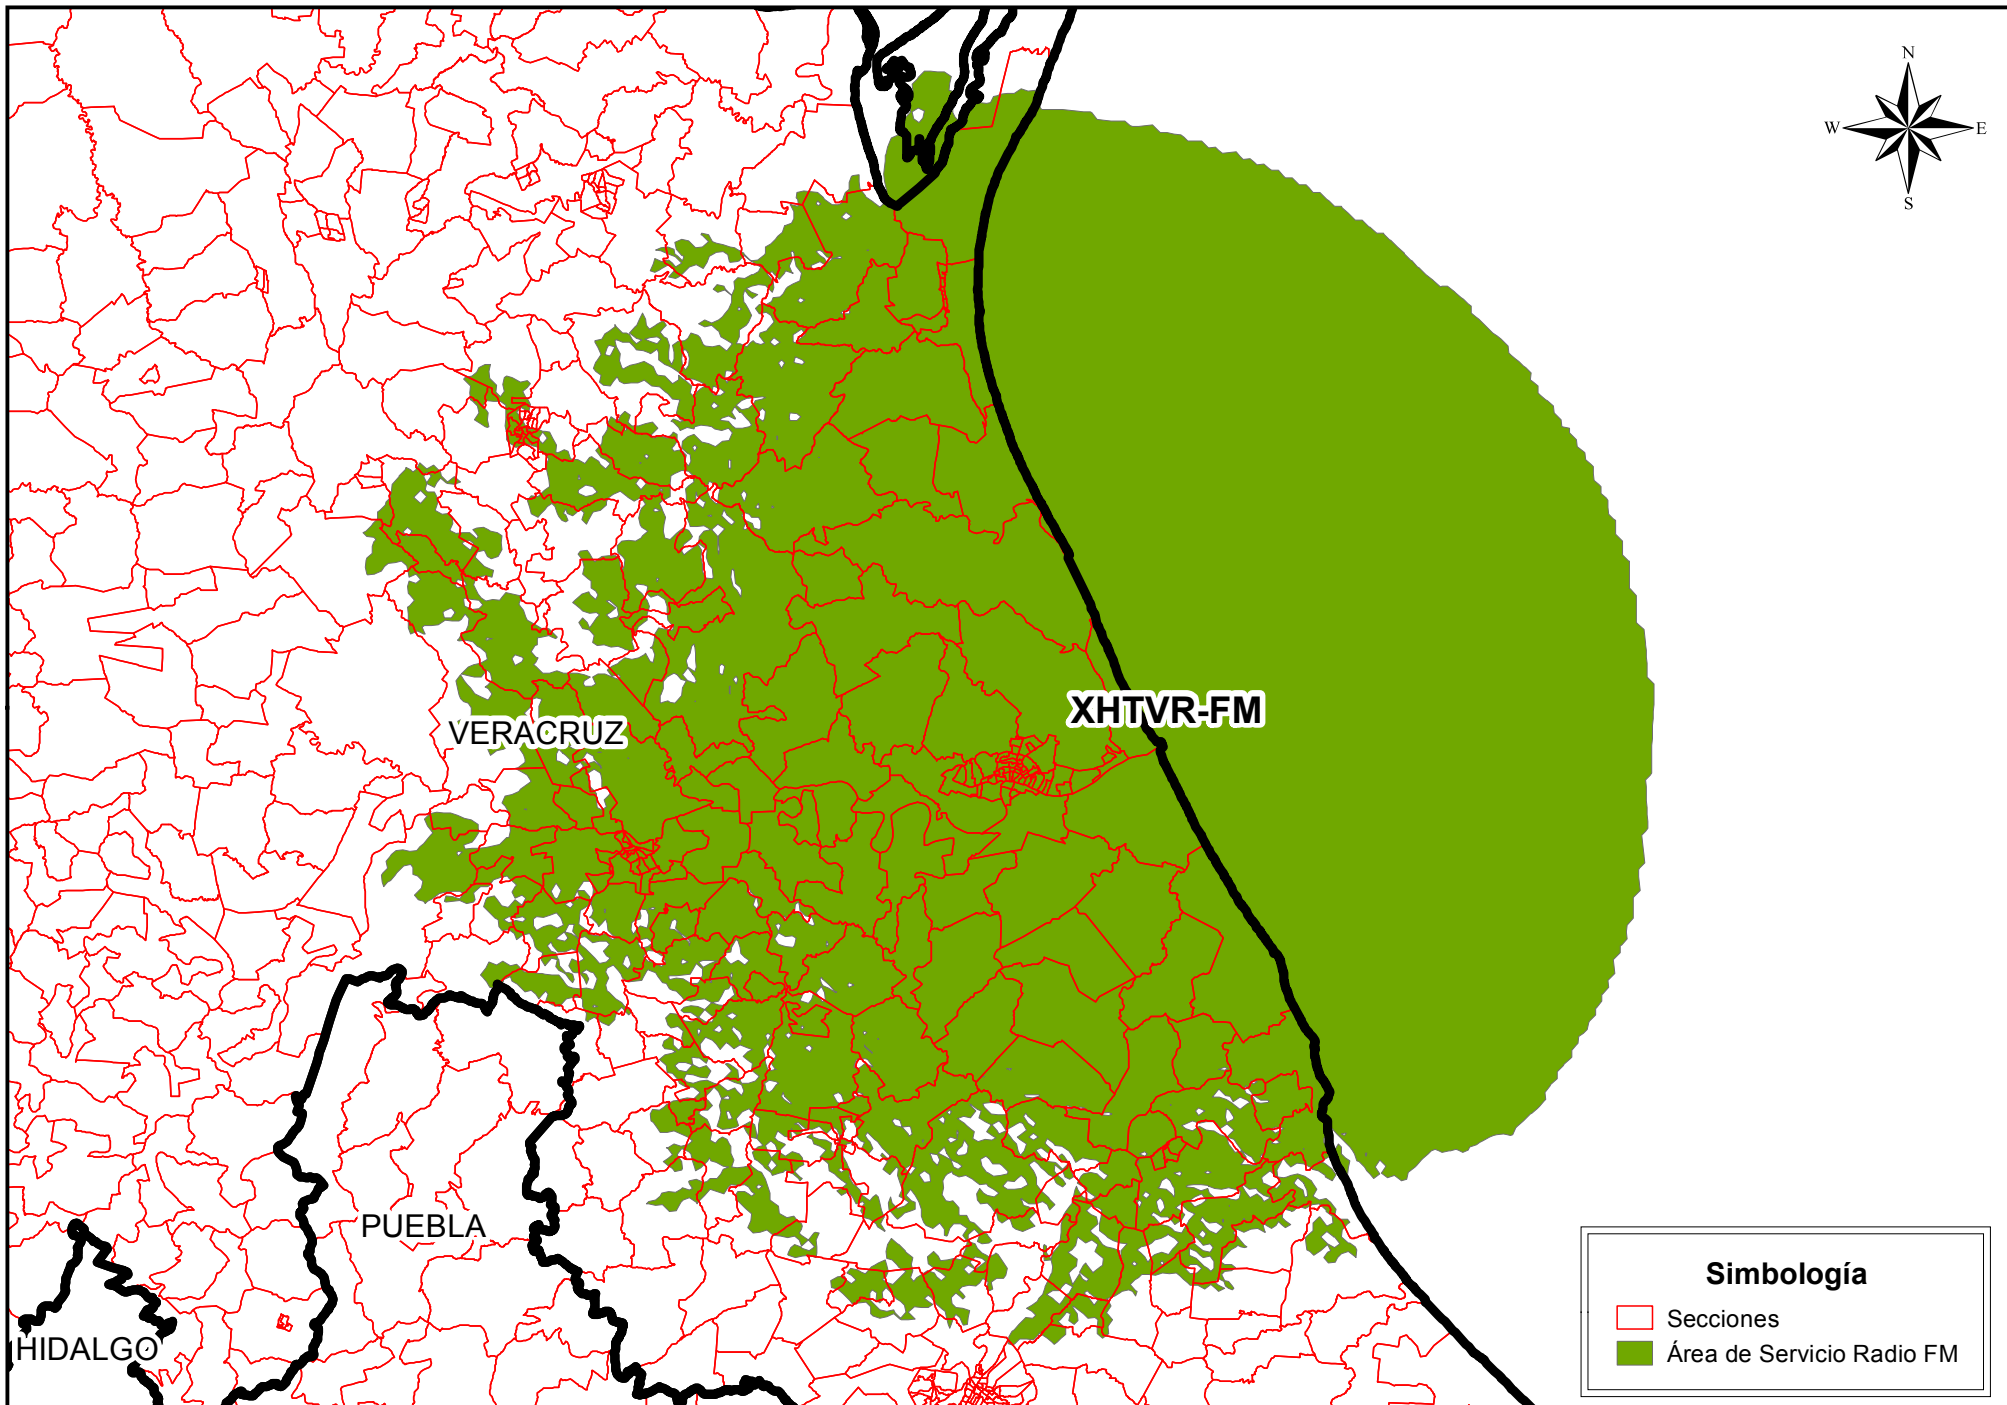 N
W E
S
XHTVR-FM
VERACRUZ
PUEBLA
HIDALGO
Simbología
Secciones
Área de Servicio Radio FM